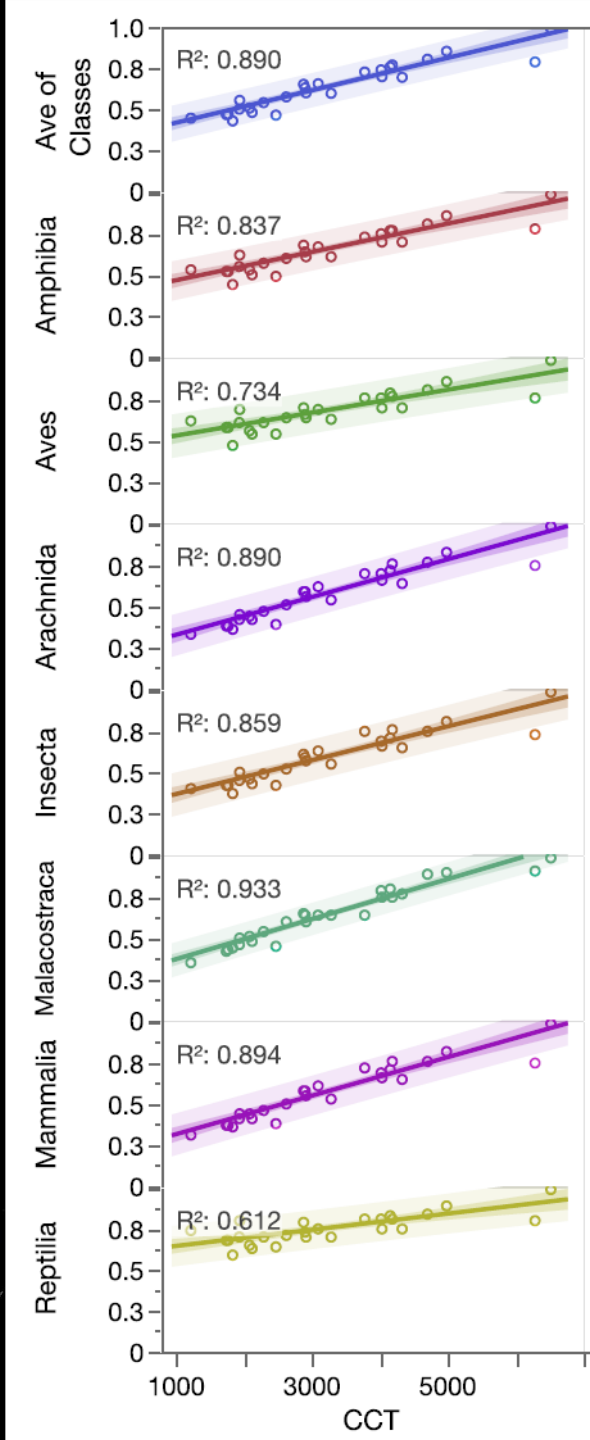 Ave of
Classes
1.0
0.8
0.5
0.3
0
R²: 0.890
Amphibia
0.8
0.5
0.3
0
R²: 0.837
Aves
0.8
0.5
0.3
0
R²: 0.734
Arachnida
0.8
0.5
0.3
0
R²: 0.890
Insecta
0.8
0.5
0.3
0
R²: 0.859
Malacostraca
0.8
0.5
0.3
0
R²: 0.933
Mammalia
0.8
0.5
0.3
0
R²: 0.894
Reptilia
0.8
0.5
0.3
0
R²: 0.612
1000 3000 5000
CCT